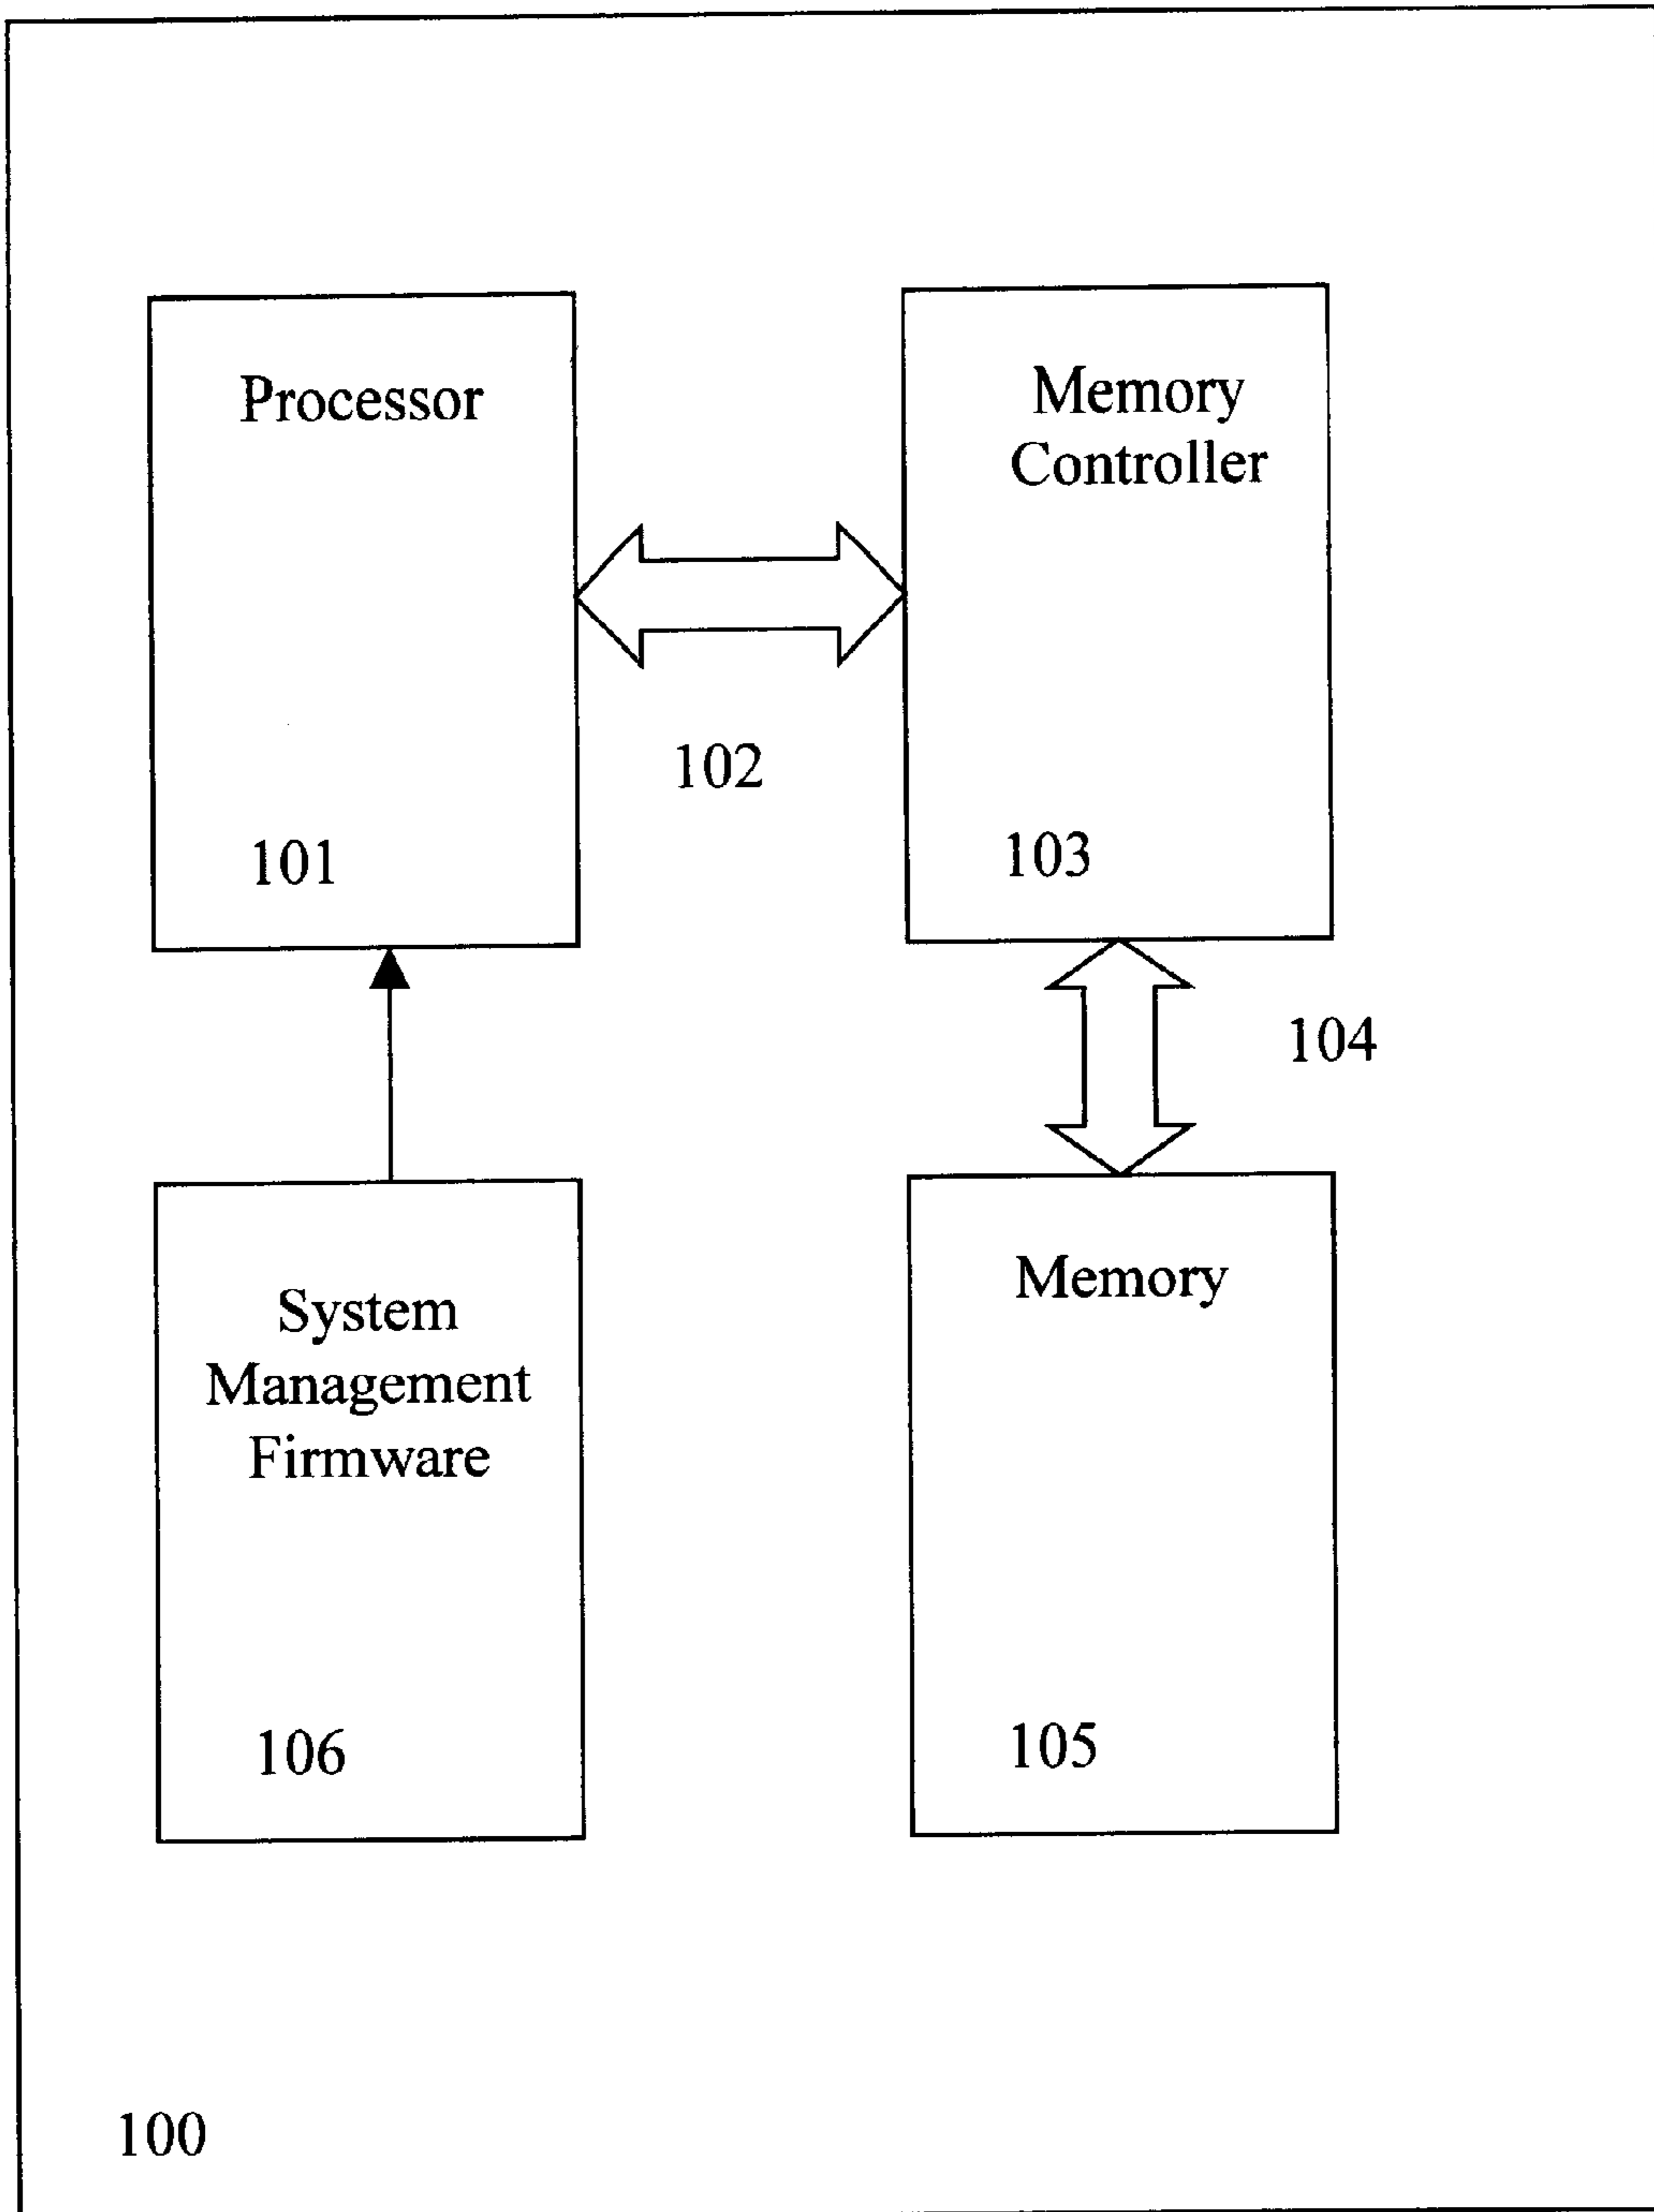 Processor
101
102
Memory
Controller
103
104
System
Management
Firmware
106
Memory
105
100